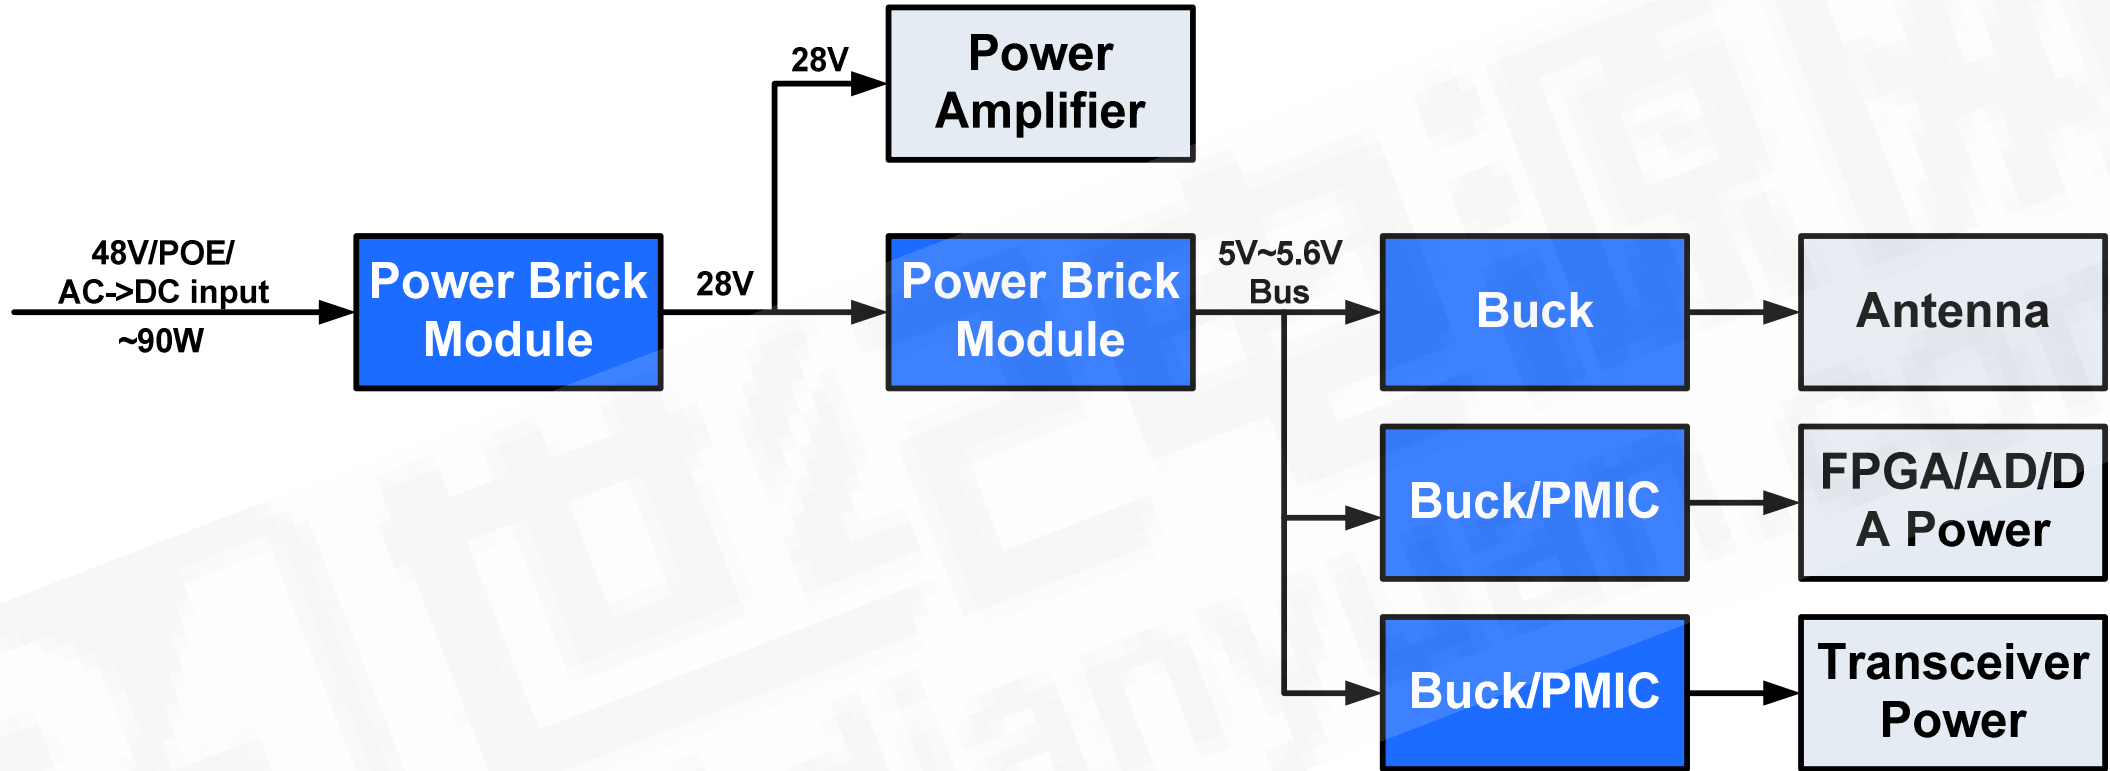 28V
Power
Amplifier
48V/POE/
AC->DC input
~90W
Power Brick
Module
28V
Power Brick
Module
5V~5.6V
Bus
Buck
Antenna
Buck/PMIC
FPGA/AD/D
A Power
Buck/PMIC
Transceiver
Power